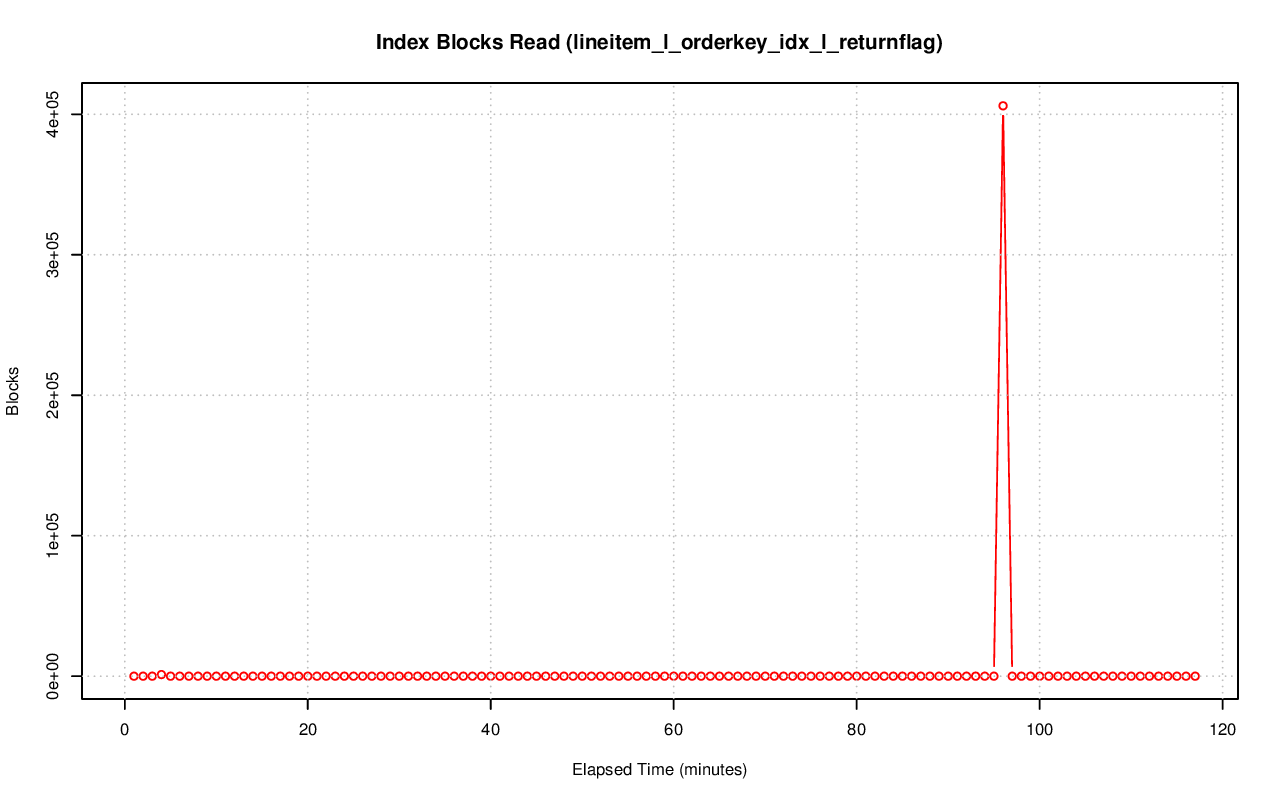 Index Blocks Read (lineitem_l_orderkey_idx_l_returnflag)
4e+05
3e+05
2e+05
1e+05
0e+00
Blocks
0 20 40 60 80 100 120
Elapsed Time (minutes)